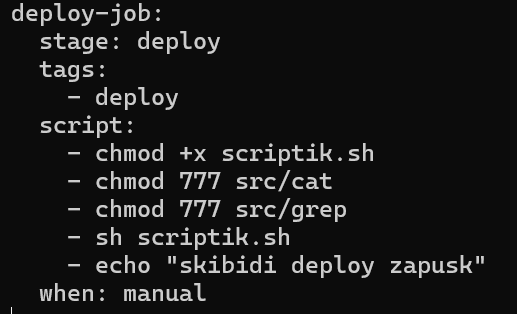 deploy-job:
  stage: deploy
  tags:
    - deploy
  script:
    - chmod +x scriptik.sh
    - chmod 777 src/cat
    - chmod 777 src/grep
    - sh scriptik.sh
    - echo "skibidi deploy zapusk"
  when: manual